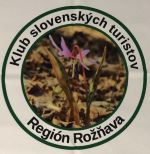 Klub slovenských turistov
Región Rožňava